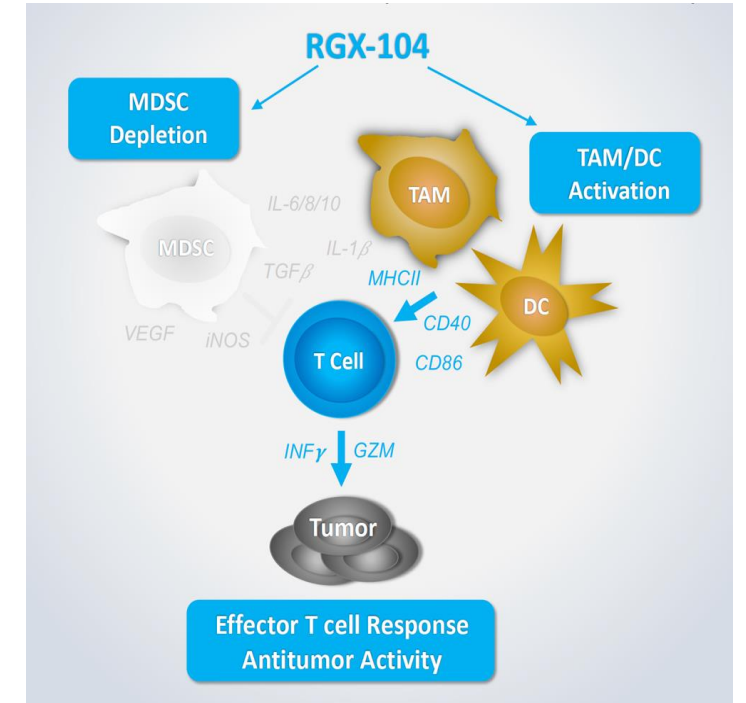 RGX-104
MDSC
Depletion
TAM/DC
Activation
TAM
IL-6/8/10
MDSC
IL-1β
TGFβ
MHCII
DC
VEGF
iNOS
CD40
T Cell
CD86
INFγ
GZM
Tumor
Effector T cell Response
Antitumor Activity